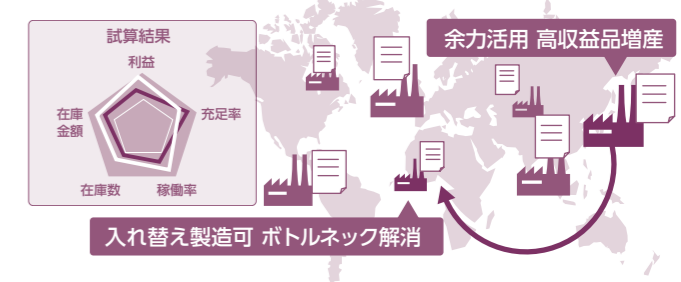 試算結果
利益
充足率
稼働率
在庫数
在庫
金額
余力活用 高収益品増産
入れ替え製造可 ボトルネック解消